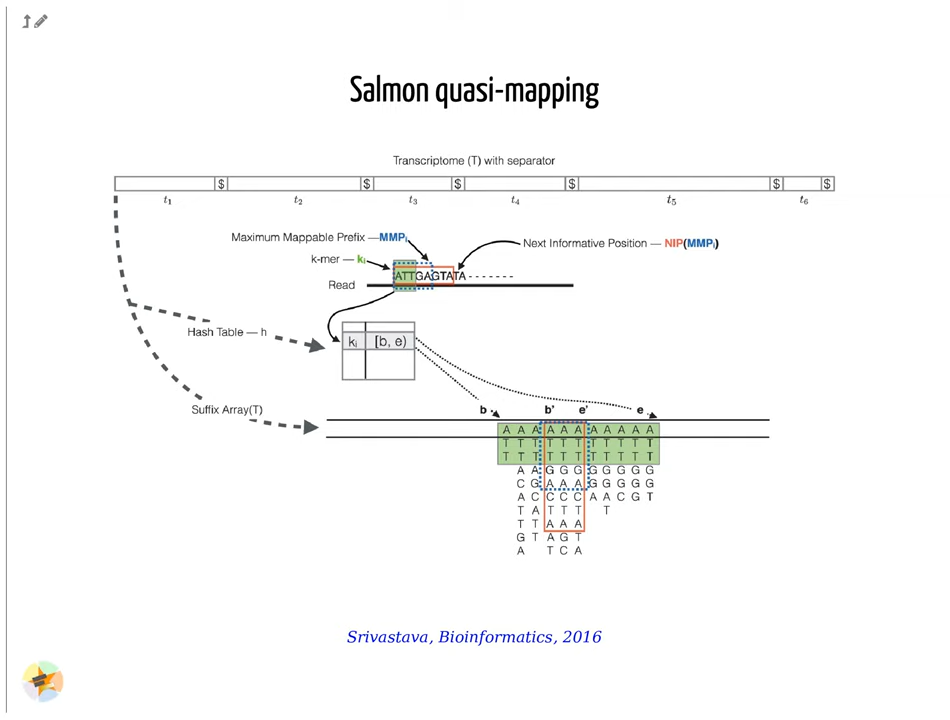 Salmon quasi-mapping
Transcriptome (T) with separator
$ $ $ $ $ $
t1 t2 t3 t4 t5 t6
Maximum Mappable Prefix — MMPi
Next Informative Position — NIP(MMPi)
k-mer — ki
ATTGAGTATA
Read
Hash Table — h
ki [b, e)
Suffix Array(T)
b b' e' e
A A A A A A A A A A A
T T T T T T T T T T T
T T T T T T T T T T T
A A G G G G G G G G
C G A A A G G G G G
A C C C C A A C G T
T A T T T T
T T A A A
G T A G T
A T C A
Srivastava, Bioinformatics, 2016